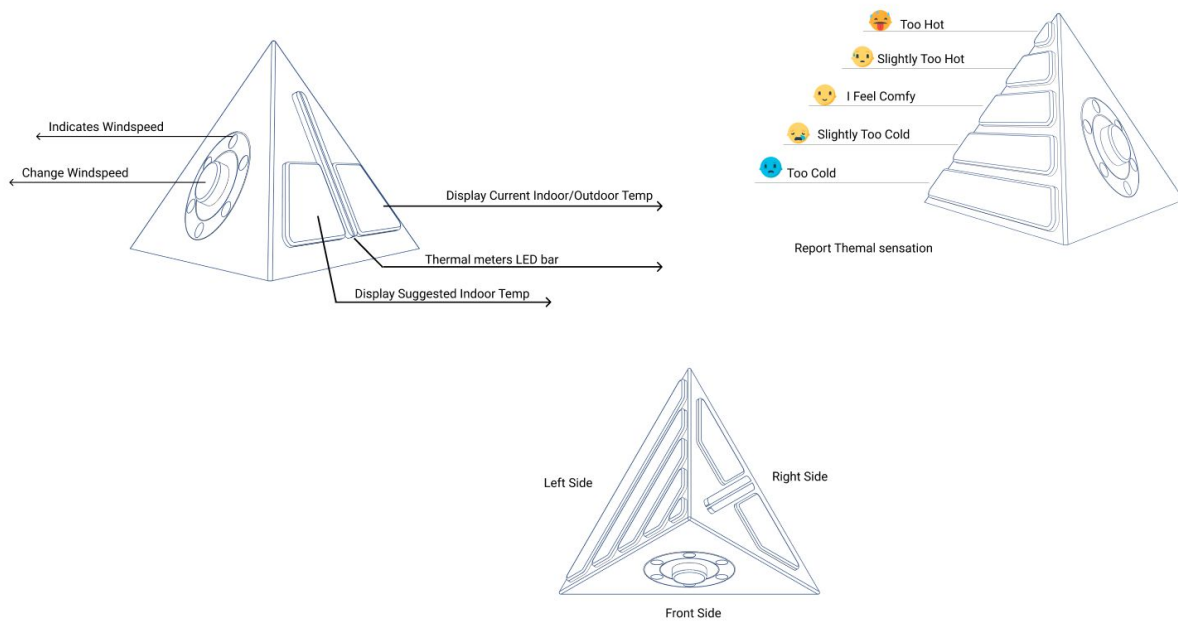 Indicates Windspeed
Change Windspeed
Display Current Indoor/Outdoor Temp
Thermal meters LED bar
Display Suggested Indoor Temp
Too Hot
Slightly Too Hot
I Feel Comfy
Slightly Too Cold
Too Cold
Report Themal sensation
Left Side
Right Side
Front Side